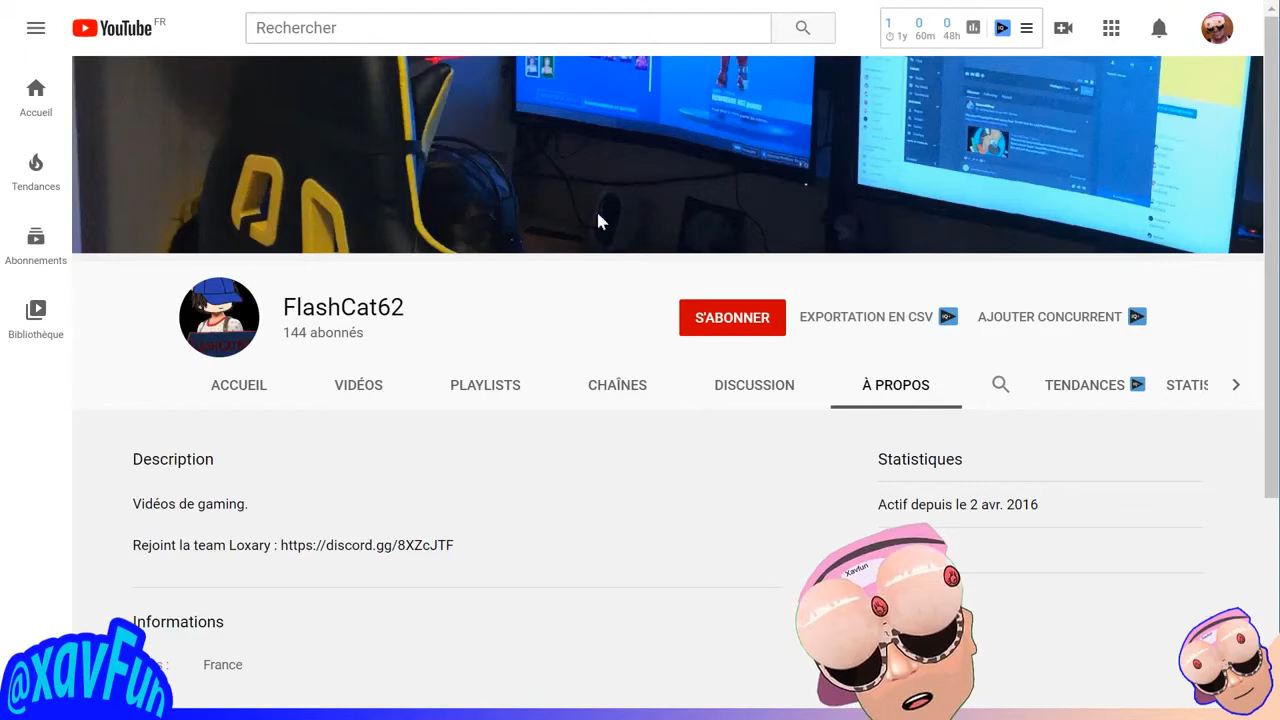 YouTube FR
Rechercher
1 0 0
1y 60m 48h
Accueil
Tendances
Abonnements
Bibliothèque
FlashCat62
144 abonnés
S'ABONNER
EXPORTATION EN CSV
AJOUTER CONCURRENT
ACCUEIL VIDÉOS PLAYLISTS CHAÎNES DISCUSSION À PROPOS TENDANCES STATIS
Description
Statistiques
Vidéos de gaming.
Actif depuis le 2 avr. 2016
Rejoint la team Loxary : https://discord.gg/8XZcJTF
Xavfun
Informations
France
@xavFun